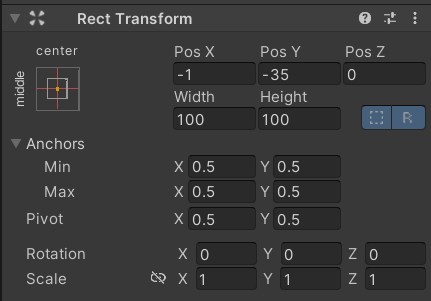 Rect Transform
center
middle
Pos X Pos Y Pos Z
-1 -35 0
Width Height
100 100
R
Anchors
Min X 0.5 Y 0.5
Max X 0.5 Y 0.5
Pivot X 0.5 Y 0.5
Rotation X 0 Y 0 Z 0
Scale X 1 Y 1 Z 1